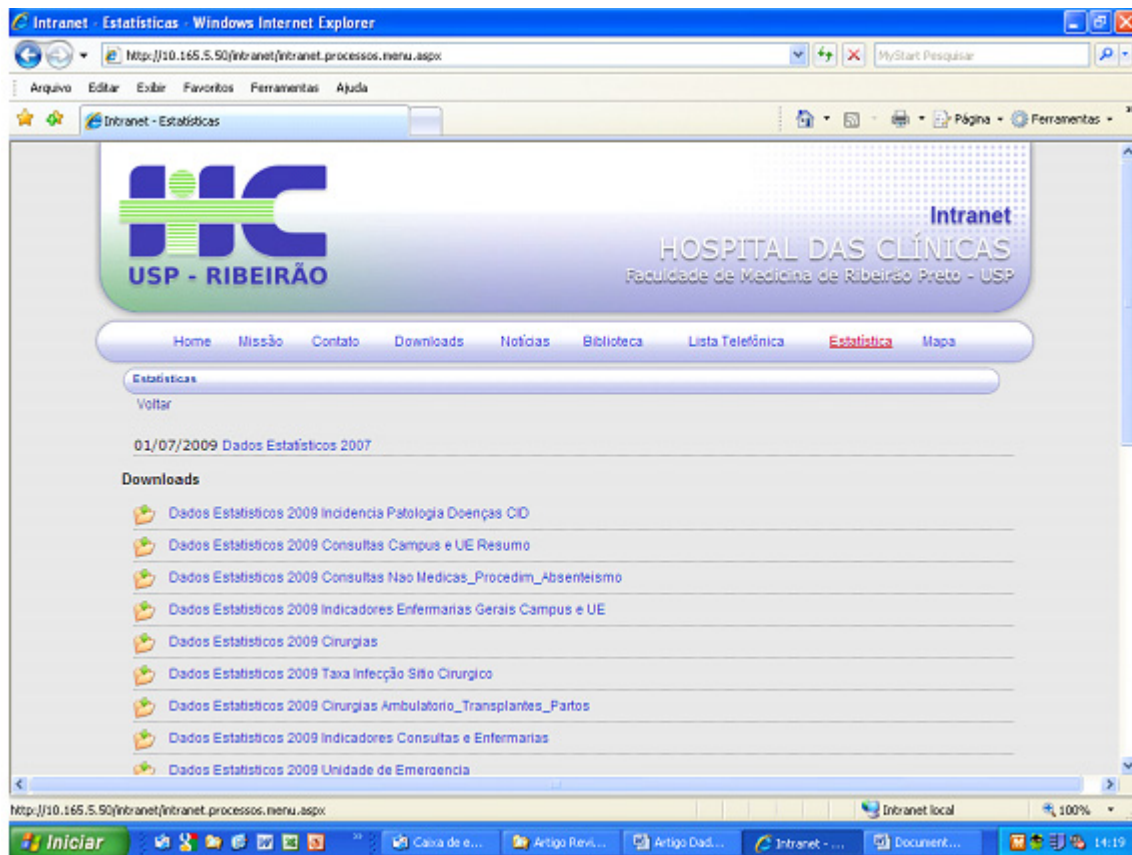 Intranet - Estatísticas - Windows Internet Explorer
http://10.165.5.50/intranet/intranet.processos.menu.aspx
MyStart Pesquisar
Arquivo Editar Exibir Favoritos Ferramentas Ajuda
Intranet - Estatísticas
Página Ferramentas
HC
USP - RIBEIRÃO
Intranet
HOSPITAL DAS CLÍNICAS
Faculdade de Medicina de Ribeirão Preto - USP
Home Missão Contato Downloads Notícias Biblioteca Lista Telefônica Estatística Mapa
Estatísticas
Voltar
01/07/2009 Dados Estatísticos 2007
Downloads
Dados Estatisticos 2009 Incidencia Patologia Doenças CID
Dados Estatisticos 2009 Consultas Campus e UE Resumo
Dados Estatisticos 2009 Consultas Nao Medicas_Procedim_Absenteismo
Dados Estatisticos 2009 Indicadores Enfermarias Gerais Campus e UE
Dados Estatisticos 2009 Cirurgias
Dados Estatisticos 2009 Taxa Infecção Sitio Cirurgico
Dados Estatisticos 2009 Cirurgias Ambulatorio_Transplantes_Partos
Dados Estatisticos 2009 Indicadores Consultas e Enfermarias
Dados Estatisticos 2009 Unidade de Emergencia
http://10.165.5.50/intranet/intranet.processos.menu.aspx
Intranet local
100%
Iniciar
Caixa de e...
Artigo Revi...
Artigo Dad...
Intranet - ...
Document...
14:19